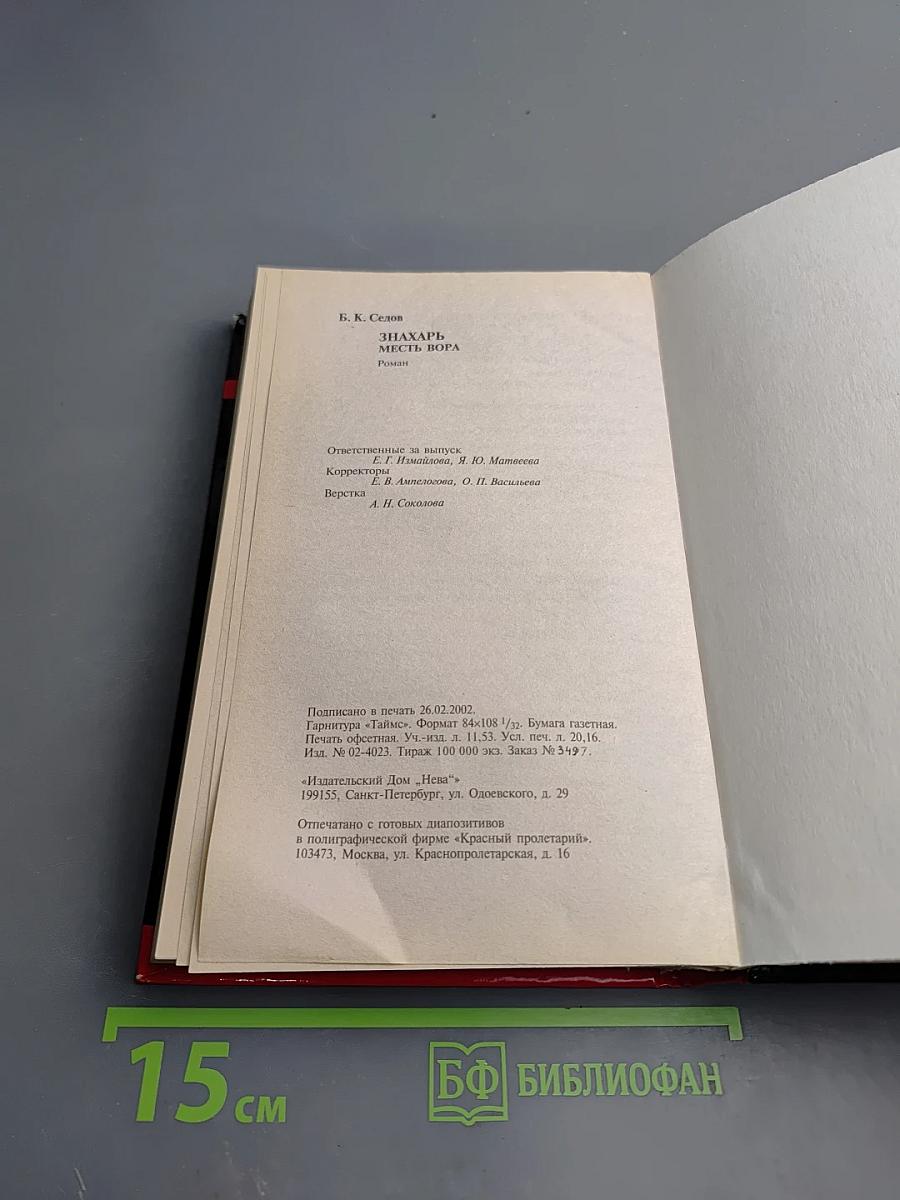 Б. К. Седов
ЗНАХАРЬ
МЕСТЬ ВОРА
Роман
Ответственные за выпуск
Е. Г. Измайлова, Я. Ю. Матвеева
Корректоры
Е. В. Ампелогова, О. П. Васильева
Верстка
А. Н. Соколова
Подписано в печать 26.02.2002.
Гарнитура «Таймс». Формат 84×108 1/32. Бумага газетная.
Печать офсетная. Уч.-изд. л. 11,53. Усл. печ. л. 20,16.
Изд. № 02-4023. Тираж 100 000 экз. Заказ № 3497.
«Издательский Дом „Нева“»
199155, Санкт-Петербург, ул. Одоевского, д. 29
Отпечатано с готовых диапозитивов
в полиграфической фирме «Красный пролетарий».
103473, Москва, ул. Краснопролетарская, д. 16
15 см
БФ БИБЛИОФАН